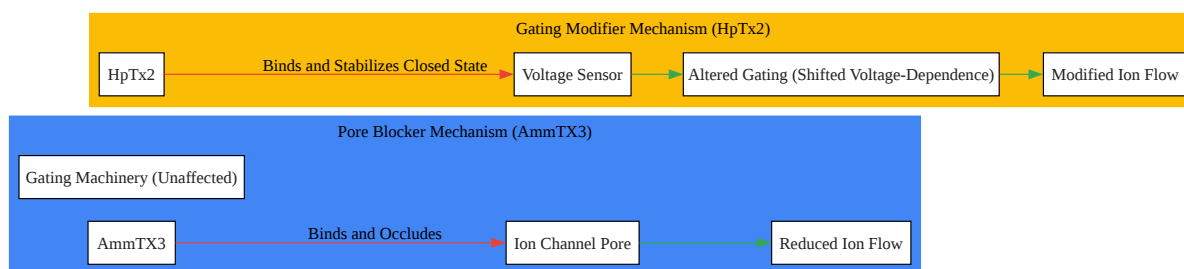 Gating Modifier Mechanism (HpTx2)
HpTx2
Binds and Stabilizes Closed State
Voltage Sensor
Altered Gating (Shifted Voltage-Dependence)
Modified Ion Flow
Pore Blocker Mechanism (AmmTX3)
Gating Machinery (Unaffected)
AmmTX3
Binds and Occludes
Ion Channel Pore
Reduced Ion Flow